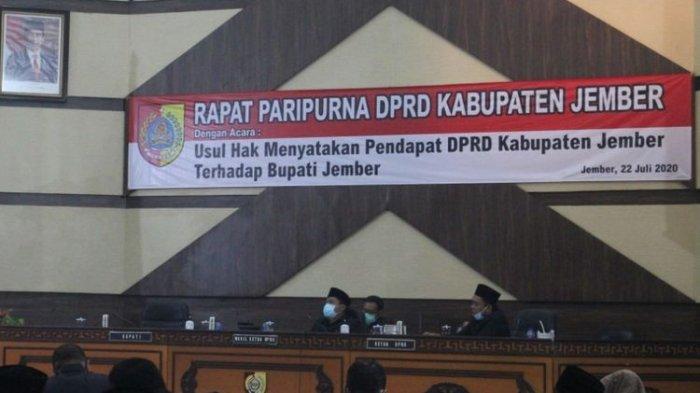 RAPAT PARIPURNA DPRD KABUPATEN JEMBER
Dengan Acara :
Usul Hak Menyatakan Pendapat DPRD Kabupaten Jember
Terhadap Bupati Jember
Jember, 22 Juli 2020
BUPATI
WAKIL KETUA DPRD
KETUA DPRD